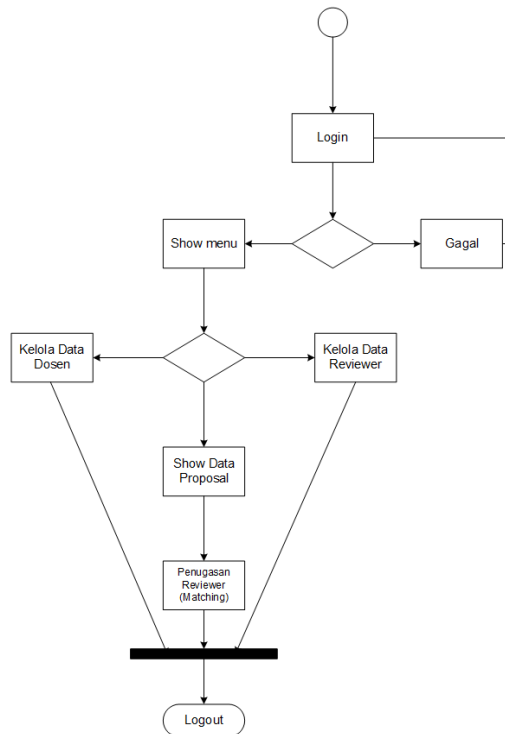 Login
Show menu
Gagal
Kelola Data
Dosen
Kelola Data
Reviewer
Show Data
Proposal
Penugasan
Reviewer
(Matching)
Logout